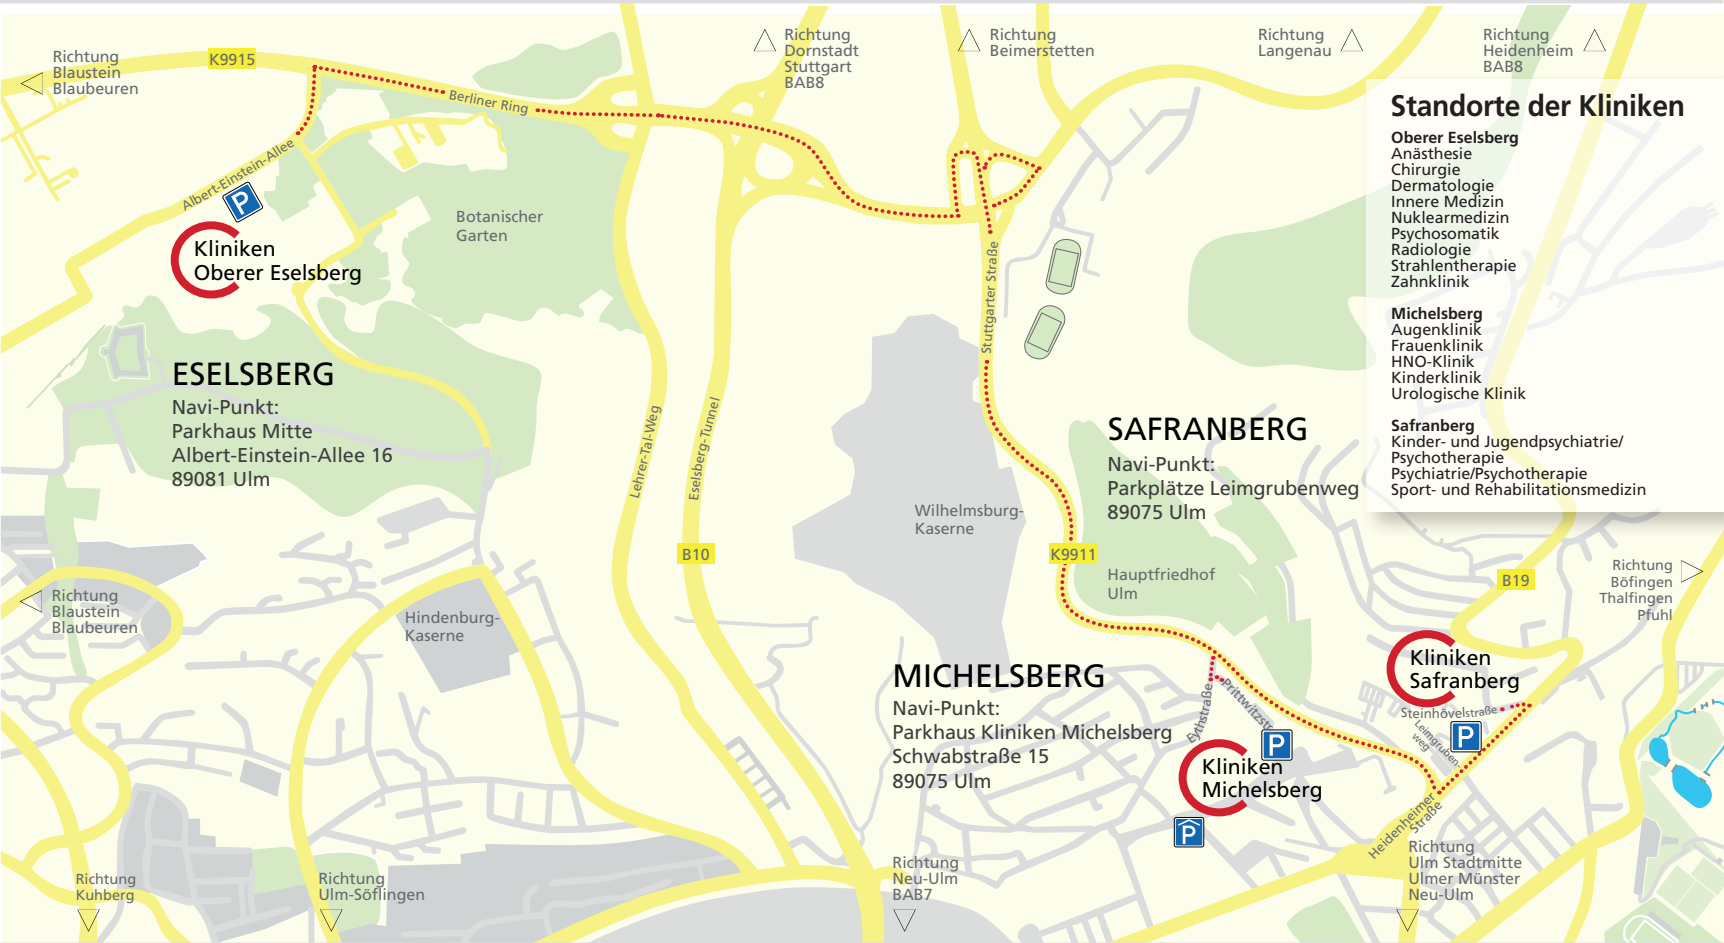 Richtung
Blaustein
Blaubeuren
K9915
Berliner Ring
Richtung
Dornstadt
Stuttgart
BAB8
Richtung
Beimerstetten
Richtung
Langenau
Richtung
Heidenheim
BAB8
Standorte der Kliniken
Oberer Eselsberg
Anästhesie
Chirurgie
Dermatologie
Innere Medizin
Nuklearmedizin
Psychosomatik
Radiologie
Strahlentherapie
Zahnklinik
Michelsberg
Augenklinik
Frauenklinik
HNO-Klinik
Kinderklinik
Urologische Klinik
Safranberg
Kinder- und Jugendpsychiatrie/
Psychotherapie
Psychiatrie/Psychotherapie
Sport- und Rehabilitationsmedizin
Albert-Einstein-Allee
P
Kliniken
Oberer Eselsberg
Botanischer
Garten
Stuttgarter Straße
ESELSBERG
Navi-Punkt:
Parkhaus Mitte
Albert-Einstein-Allee 16
89081 Ulm
Lehrer-Tal-Weg
Eselsberg-Tunnel
B10
Wilhelmsburg-
Kaserne
SAFRANBERG
Navi-Punkt:
Parkplätze Leimgrubenweg
89075 Ulm
K9911
Hauptfriedhof
Ulm
B19
Richtung
Böfingen
Thalfingen
Pfuhl
Richtung
Blaustein
Blaubeuren
Hindenburg-
Kaserne
MICHELSBERG
Navi-Punkt:
Parkhaus Kliniken Michelsberg
Schwabstraße 15
89075 Ulm
Eythstraße
Prittwitzstr.
P
Kliniken
Michelsberg
P
Kliniken
Safranberg
Steinhövelstraße
Leimgruben-
weg
P
Heidenheimer
Straße
Richtung
Kuhberg
Richtung
Ulm-Söflingen
Richtung
Neu-Ulm
BAB7
Richtung
Ulm Stadtmitte
Ulmer Münster
Neu-Ulm